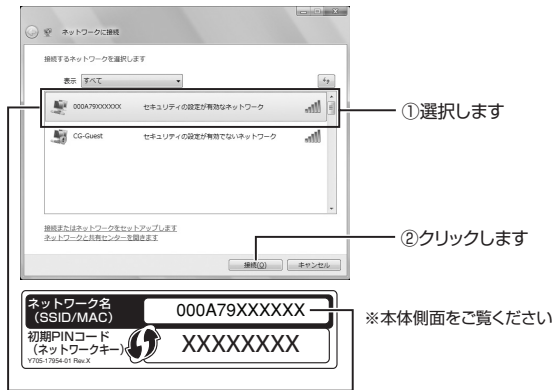 ネットワークに接続
接続するネットワークを選択します
表示 すべて
000A79XXXXXX セキュリティの設定が有効なネットワーク
①選択します
CG-Guest セキュリティの設定が有効でないネットワーク
接続またはネットワークをセットアップします
ネットワークと共有センターを開きます
②クリックします
接続(O) キャンセル
ネットワーク名
(SSID/MAC)
000A79XXXXXX
※本体側面をご覧ください
初期PINコード
(ネットワークキー)
XXXXXXXX
Y705-17954-01 Rev.X